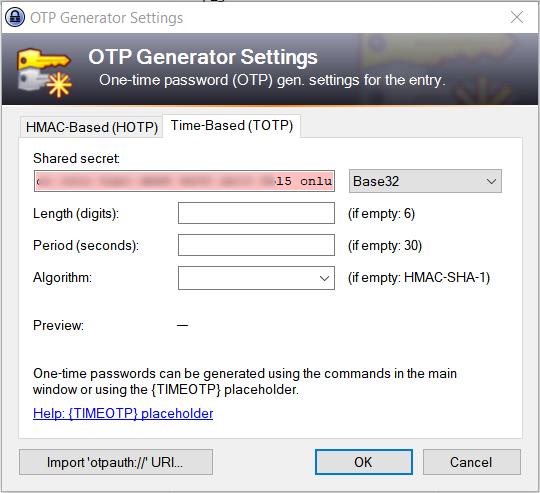 OTP Generator Settings
OTP Generator Settings
One-time password (OTP) gen. settings for the entry.
HMAC-Based (HOTP) Time-Based (TOTP)
Shared secret:
l5 onlu Base32
Length (digits): (if empty: 6)
Period (seconds): (if empty: 30)
Algorithm: (if empty: HMAC-SHA-1)
Preview: —
One-time passwords can be generated using the commands in the main
window or using the {TIMEOTP} placeholder.
Help: {TIMEOTP} placeholder
Import 'otpauth://' URI... OK Cancel